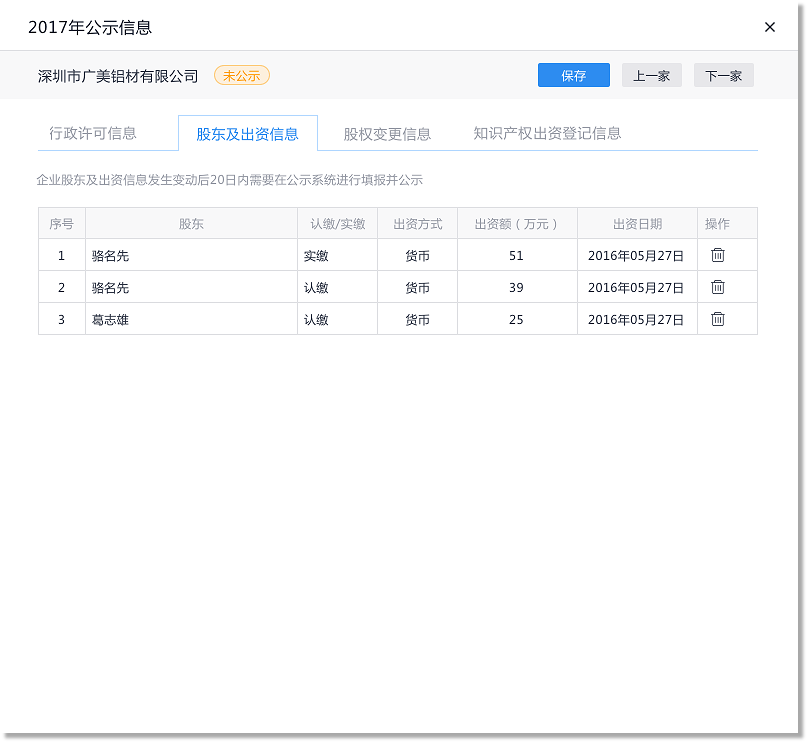 2017年公示信息
深圳市广美铝材有限公司 未公示 保存 上一家 下一家
行政许可信息 股东及出资信息 股权变更信息 知识产权出资登记信息
企业股东及出资信息发生变动后20日内需要在公示系统进行填报并公示
序号 股东 认缴/实缴 出资方式 出资额（万元） 出资日期 操作
1 骆名先 实缴 货币 51 2016年05月27日
2 骆名先 认缴 货币 39 2016年05月27日
3 葛志雄 认缴 货币 25 2016年05月27日